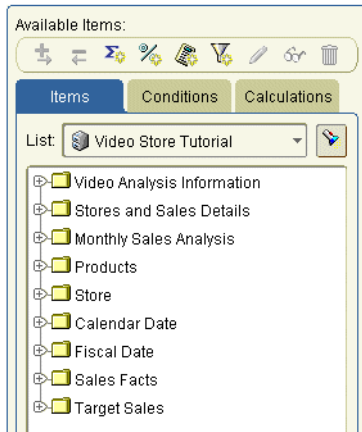 Available Items:
Items Conditions Calculations
List: Video Store Tutorial
Video Analysis Information
Stores and Sales Details
Monthly Sales Analysis
Products
Store
Calendar Date
Fiscal Date
Sales Facts
Target Sales